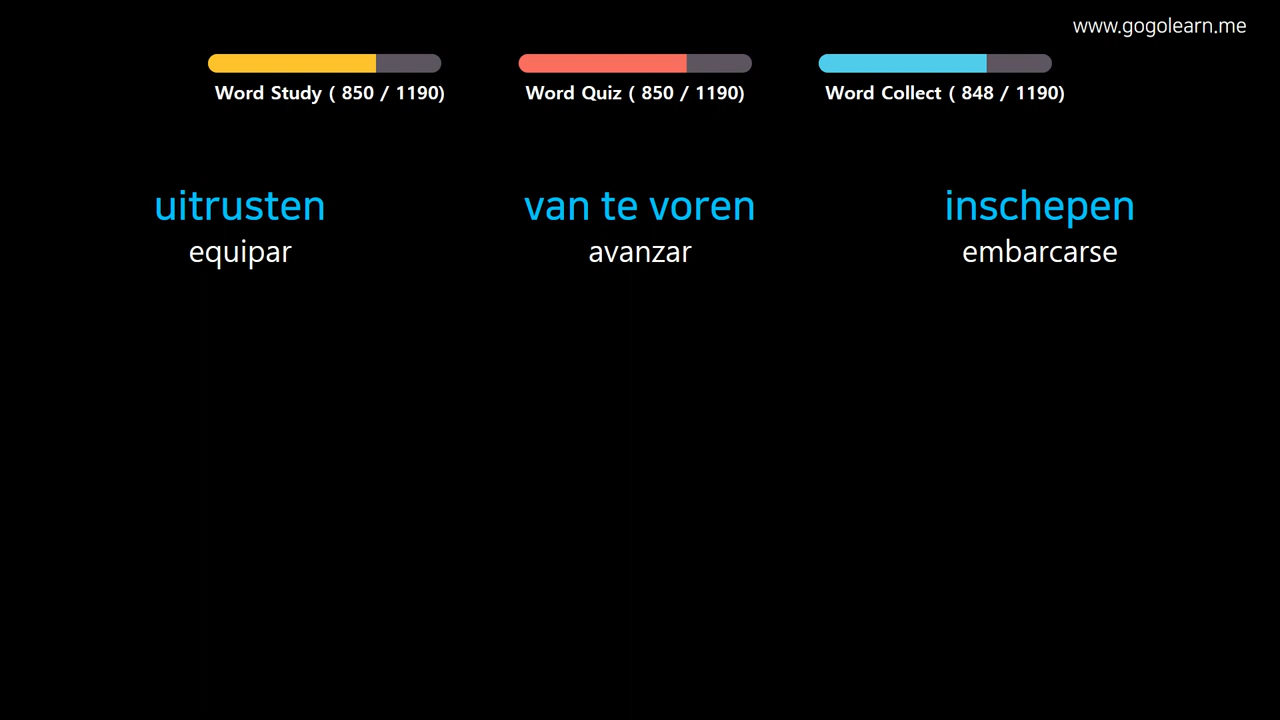 www.gogolearn.me
Word Study ( 850 / 1190)
Word Quiz ( 850 / 1190)
Word Collect ( 848 / 1190)
uitrusten
equipar
van te voren
avanzar
inschepen
embarcarse